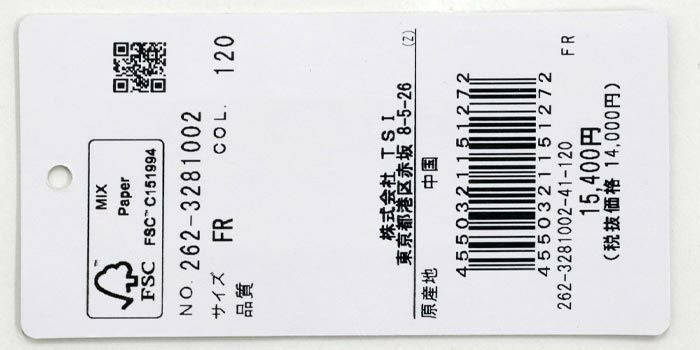 FSC™
MIX
Paper
FSC™ C151994
NO. 262-3281002
サイズ FR COL. 120
品質
株式会社 TSI
東京都港区赤坂 8-5-26 (Z)
原産地 中国
4550321151272
4550321151272
262-3281002-41-120 FR
15,400円
(税抜価格 14,000円)